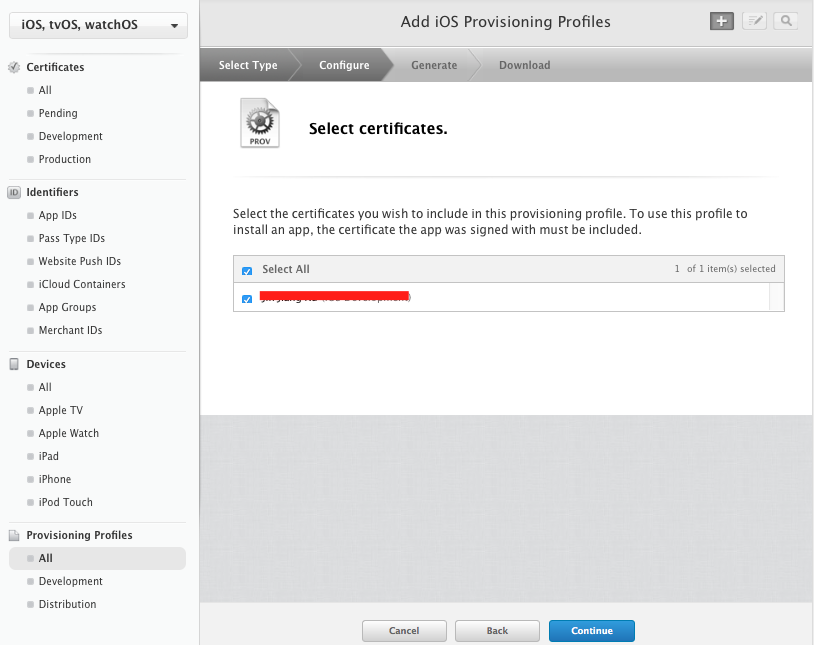 iOS, tvOS, watchOS
Certificates
All
Pending
Development
Production
ID
Identifiers
App IDs
Pass Type IDs
Website Push IDs
iCloud Containers
App Groups
Merchant IDs
Devices
All
Apple TV
Apple Watch
iPad
iPhone
iPod Touch
Provisioning Profiles
All
Development
Distribution
Add iOS Provisioning Profiles
Select Type
Configure
Generate
Download
PROV
Select certificates.
Select the certificates you wish to include in this provisioning profile. To use this profile to
install an app, the certificate the app was signed with must be included.
Select All
1 of 1 item(s) selected
Cancel
Back
Continue